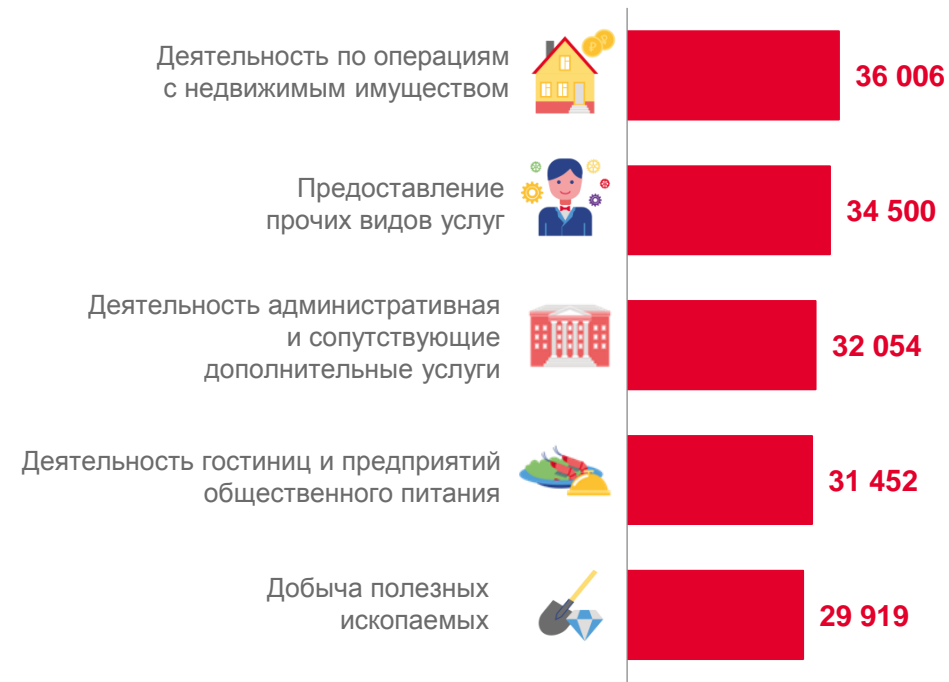 Деятельность по операциям
с недвижимым имуществом
36 006
Предоставление
прочих видов услуг
34 500
Деятельность административная
и сопутствующие
дополнительные услуги
32 054
Деятельность гостиниц и предприятий
общественного питания
31 452
Добыча полезных
ископаемых
29 919